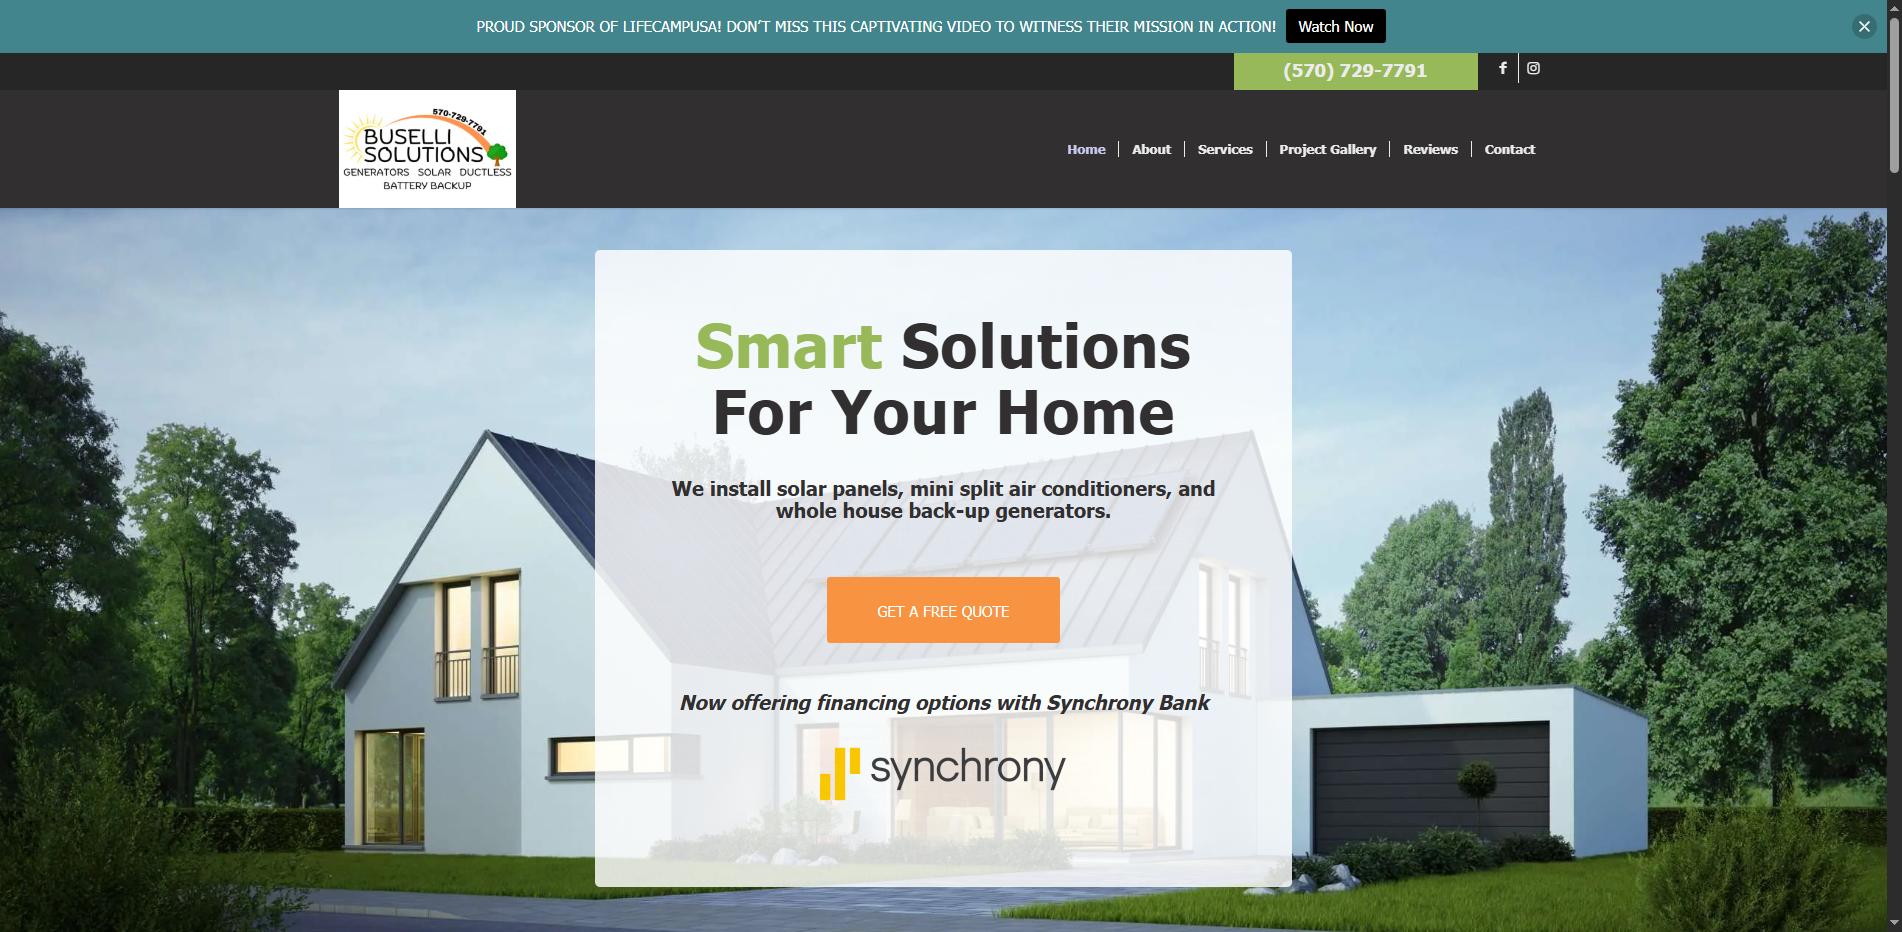 PROUD SPONSOR OF LIFECAMPUSA! DON’T MISS THIS CAPTIVATING VIDEO TO WITNESS THEIR MISSION IN ACTION! Watch Now
(570) 729-7791
570-729-7791
BUSELLI
SOLUTIONS
GENERATORS SOLAR DUCTLESS
BATTERY BACKUP
Home About Services Project Gallery Reviews Contact
Smart Solutions
For Your Home
We install solar panels, mini split air conditioners, and
whole house back-up generators.
GET A FREE QUOTE
Now offering financing options with Synchrony Bank
synchrony